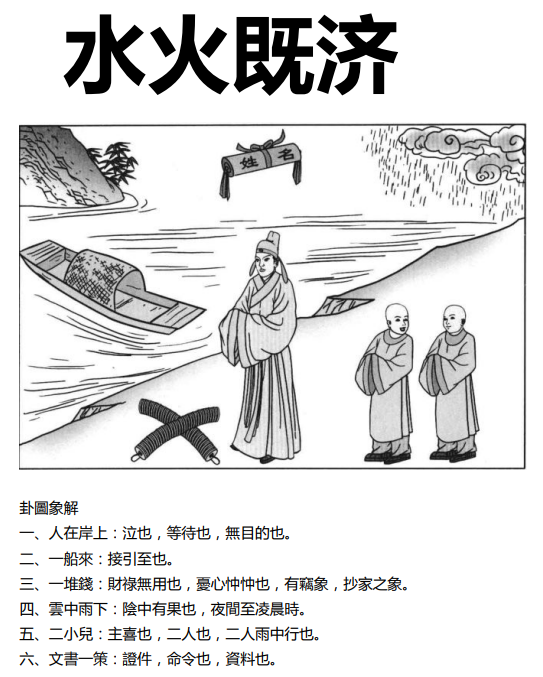 水火既济
姓名
卦圖象解
一、人在岸上：泣也，等待也，無目的也。
二、一船來：接引至也。
三、一堆錢：財祿無用也，憂心忡忡也，有竊象，抄家之象。
四、雲中雨下：陰中有果也，夜間至凌晨時。
五、二小兒：主喜也，二人也，二人雨中行也。
六、文書一策：證件，命令也，資料也。